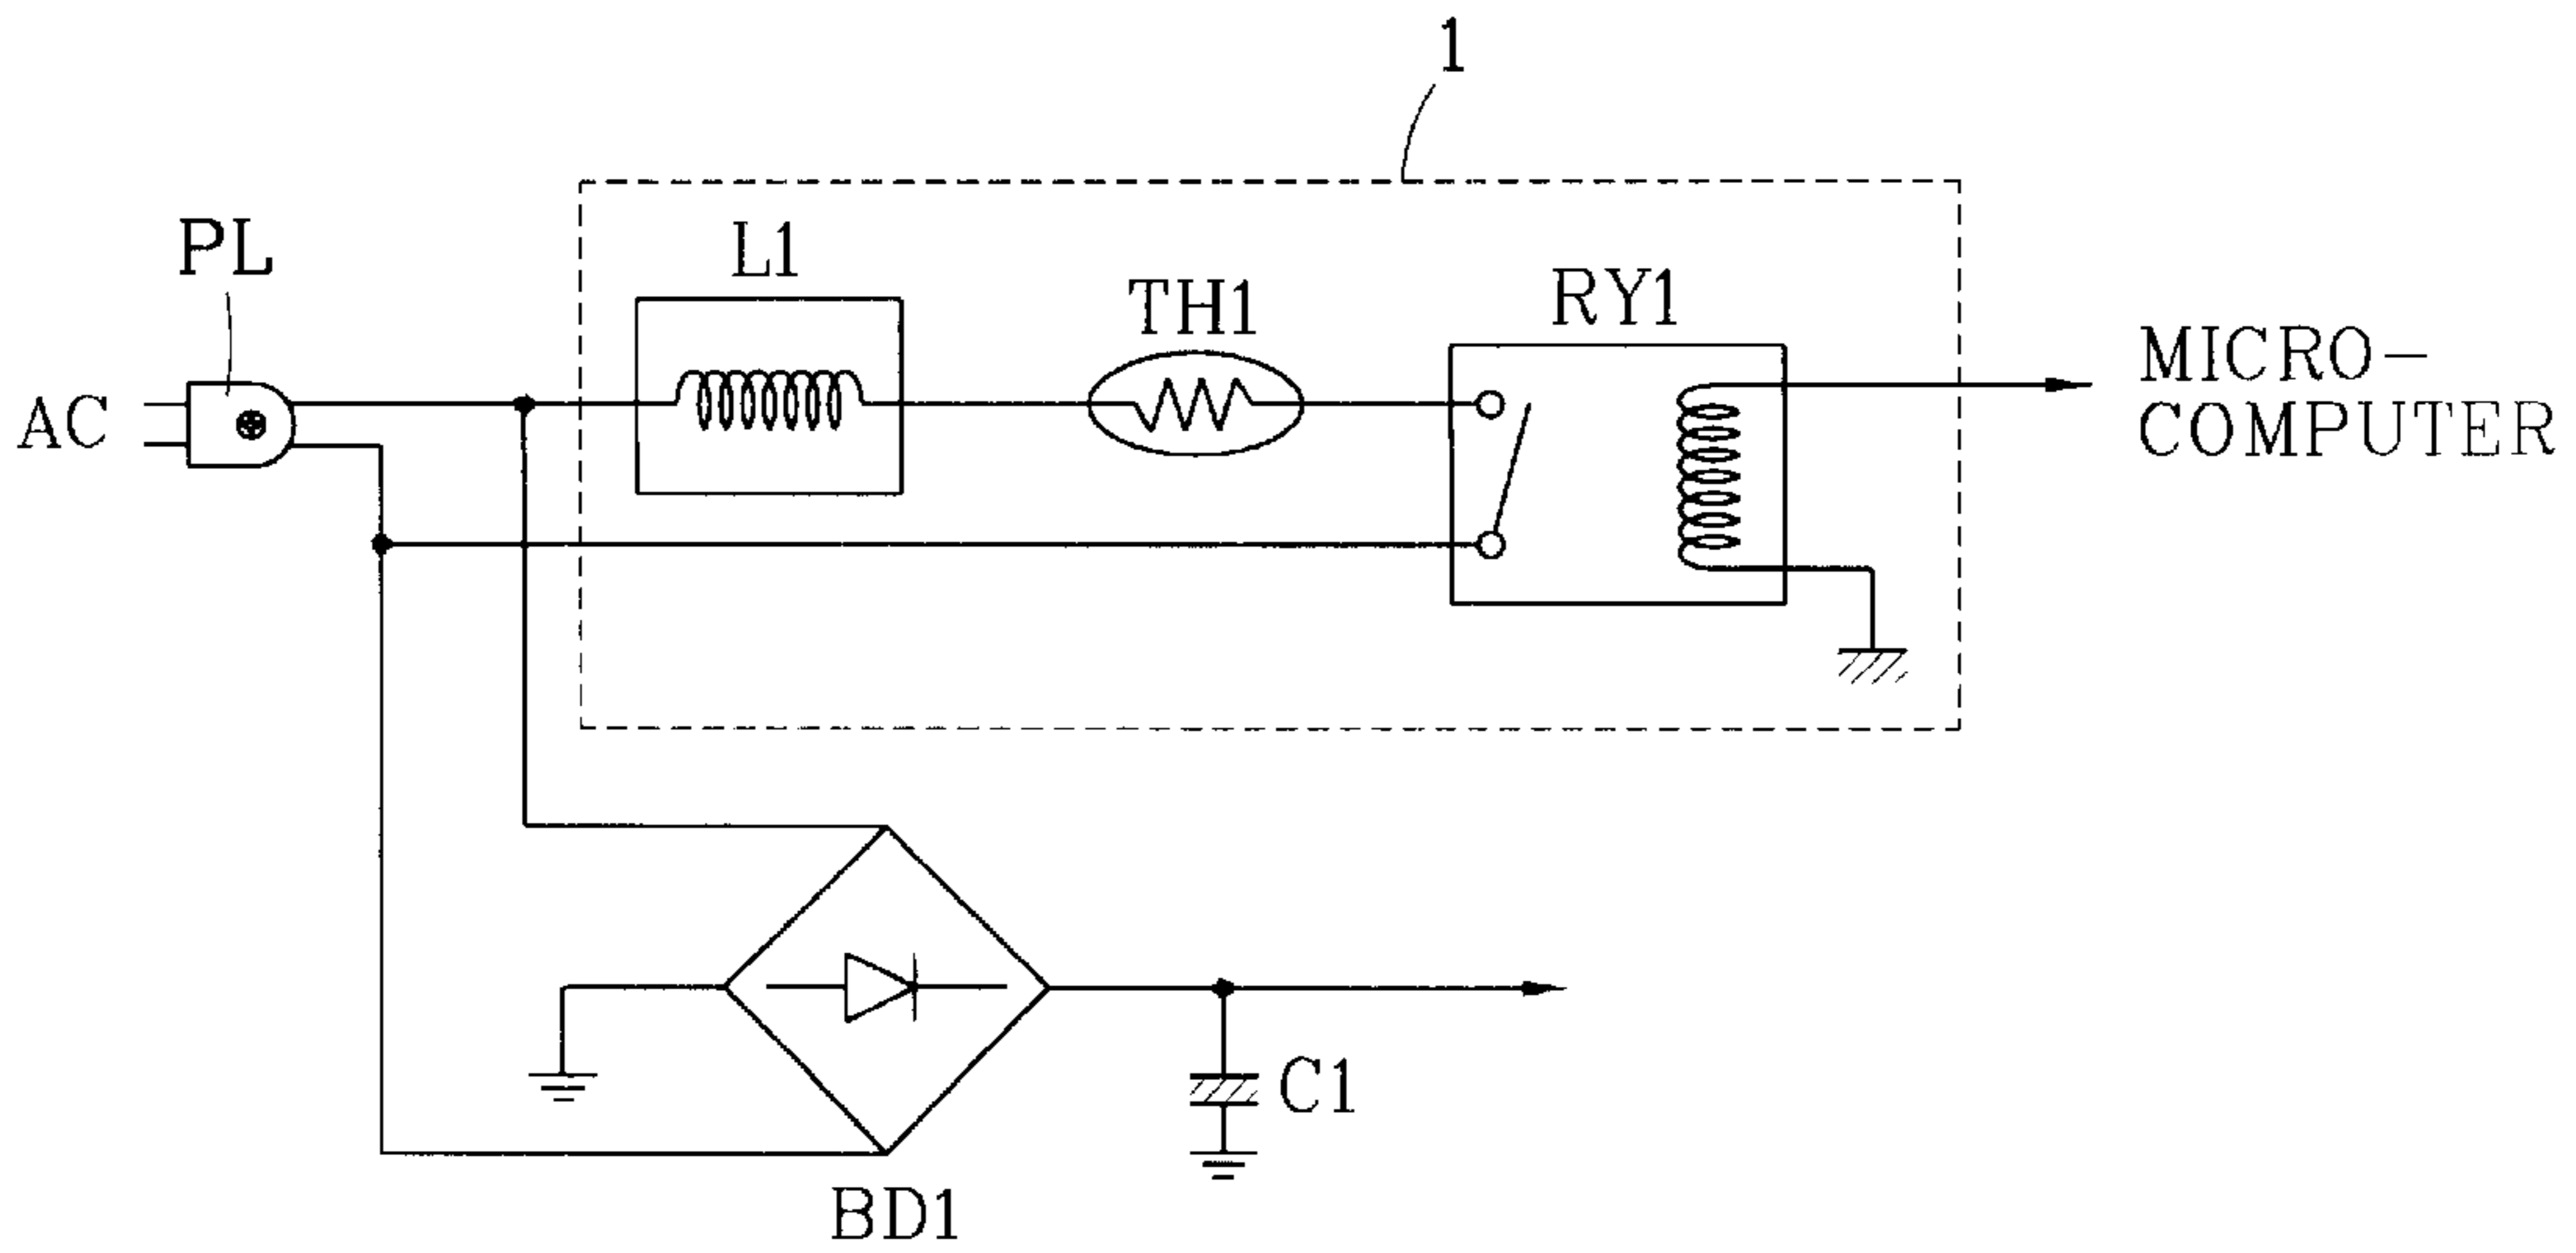 1
PL
L1
TH1
RY1
AC
MICRO-
COMPUTER
C1
BD1